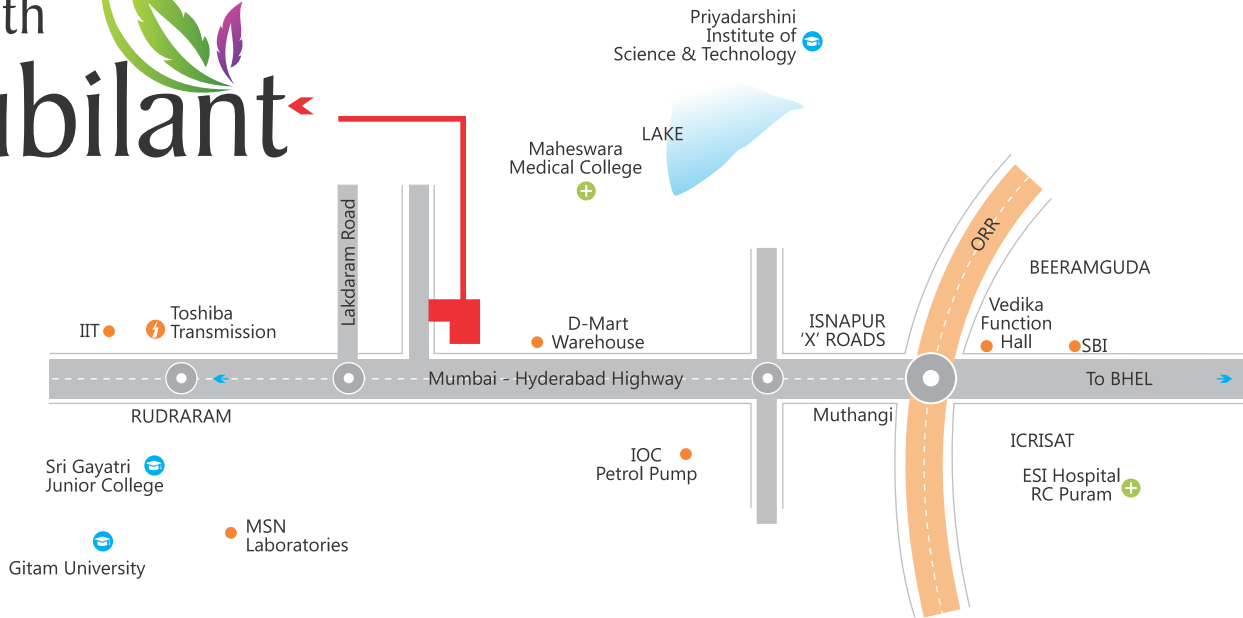 th
ubilant
Priyadarshini
Institute of
Science & Technology
LAKE
Maheswara
Medical College
Lakdaram Road
ORR
BEERAMGUDA
Toshiba
Transmission
IIT
D-Mart
Warehouse
ISNAPUR
‘X’ ROADS
Vedika
Function
Hall
SBI
Mumbai - Hyderabad Highway
To BHEL
RUDRARAM
Muthangi
ICRISAT
Sri Gayatri
Junior College
IOC
Petrol Pump
ESI Hospital
RC Puram
MSN
Laboratories
Gitam University